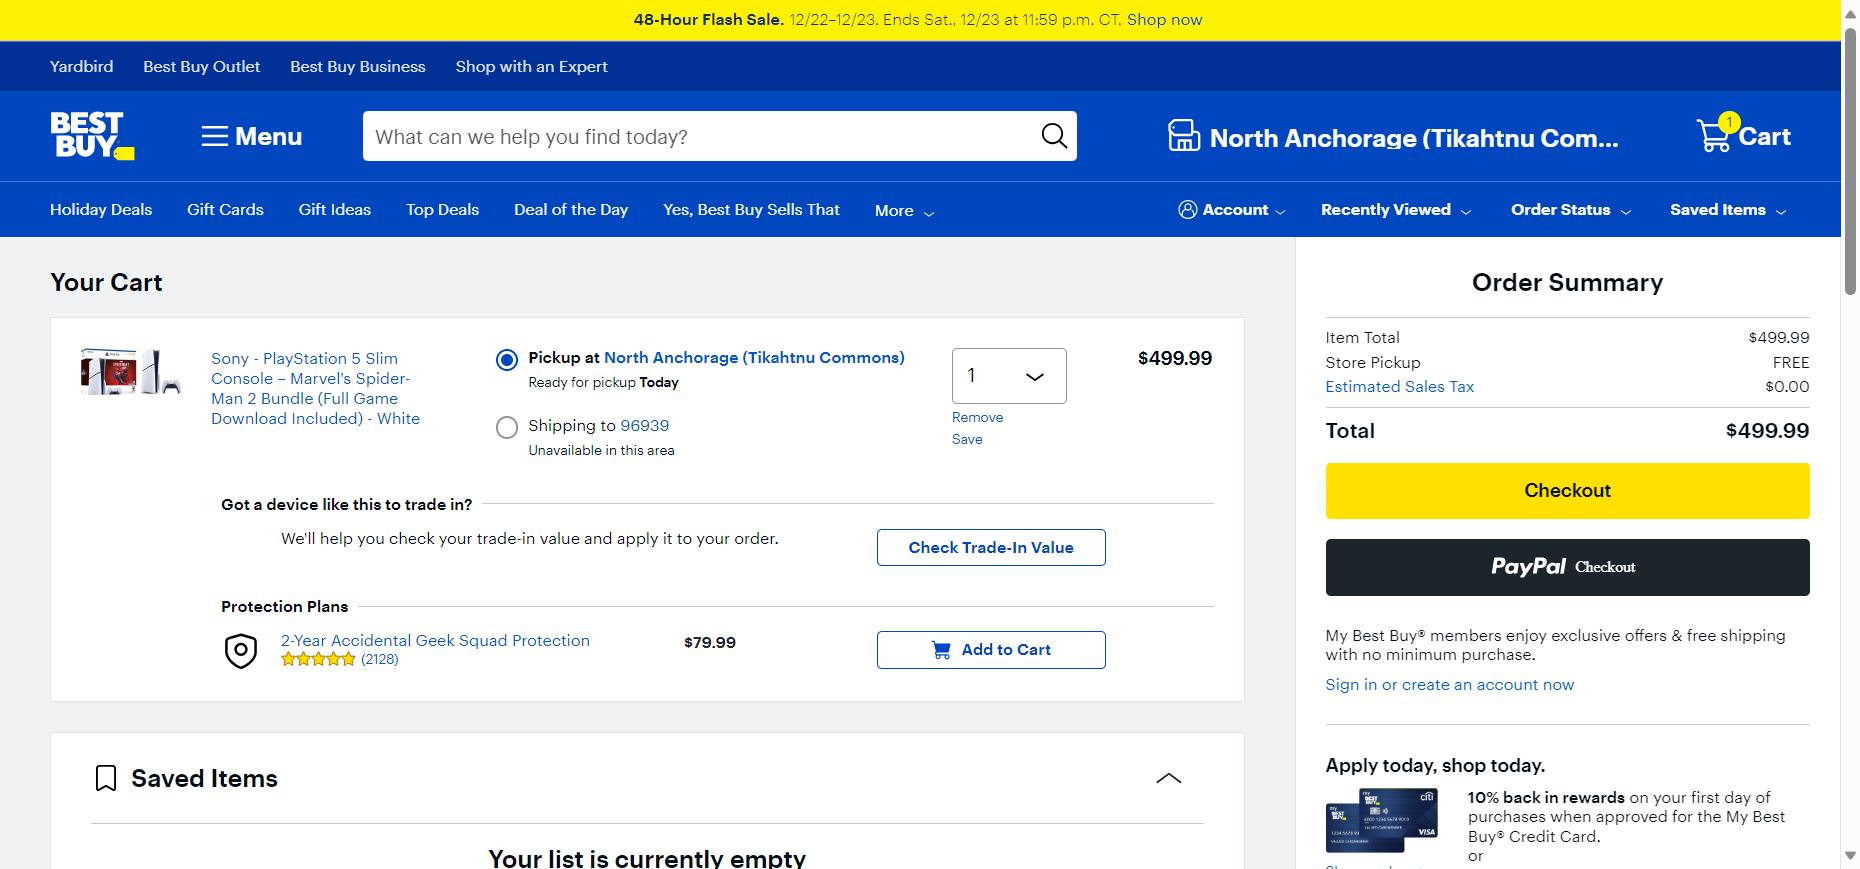 48-Hour Flash Sale. 12/22–12/23. Ends Sat., 12/23 at 11:59 p.m. CT. Shop now
Yardbird Best Buy Outlet Best Buy Business Shop with an Expert
BEST BUY
Menu
What can we help you find today?
North Anchorage (Tikahtnu Com...
1
Cart
Holiday Deals Gift Cards Gift Ideas Top Deals Deal of the Day Yes, Best Buy Sells That More
Account Recently Viewed Order Status Saved Items
Your Cart
Sony - PlayStation 5 Slim
Console – Marvel's Spider-
Man 2 Bundle (Full Game
Download Included) - White
Pickup at North Anchorage (Tikahtnu Commons)
Ready for pickup Today
Shipping to 96939
Unavailable in this area
1
Remove
Save
$499.99
Got a device like this to trade in?
We'll help you check your trade-in value and apply it to your order.
Check Trade-In Value
Protection Plans
2-Year Accidental Geek Squad Protection
(2128)
$79.99
Add to Cart
Saved Items
Your list is currently empty
Order Summary
Item Total $499.99
Store Pickup FREE
Estimated Sales Tax $0.00
Total $499.99
Checkout
PayPal Checkout
My Best Buy® members enjoy exclusive offers & free shipping
with no minimum purchase.
Sign in or create an account now
Apply today, shop today.
my BEST BUY citi
VISA
10% back in rewards on your first day of
purchases when approved for the My Best
Buy® Credit Card.
or